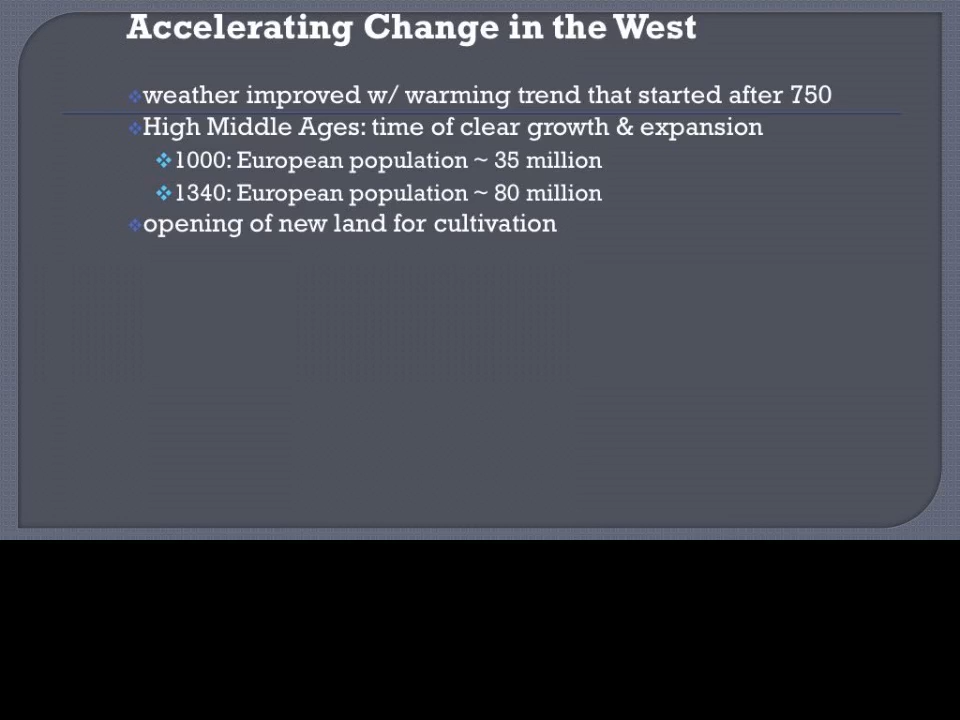 Accelerating Change in the West
weather improved w/ warming trend that started after 750
High Middle Ages: time of clear growth & expansion
1000: European population ~ 35 million
1340: European population ~ 80 million
opening of new land for cultivation